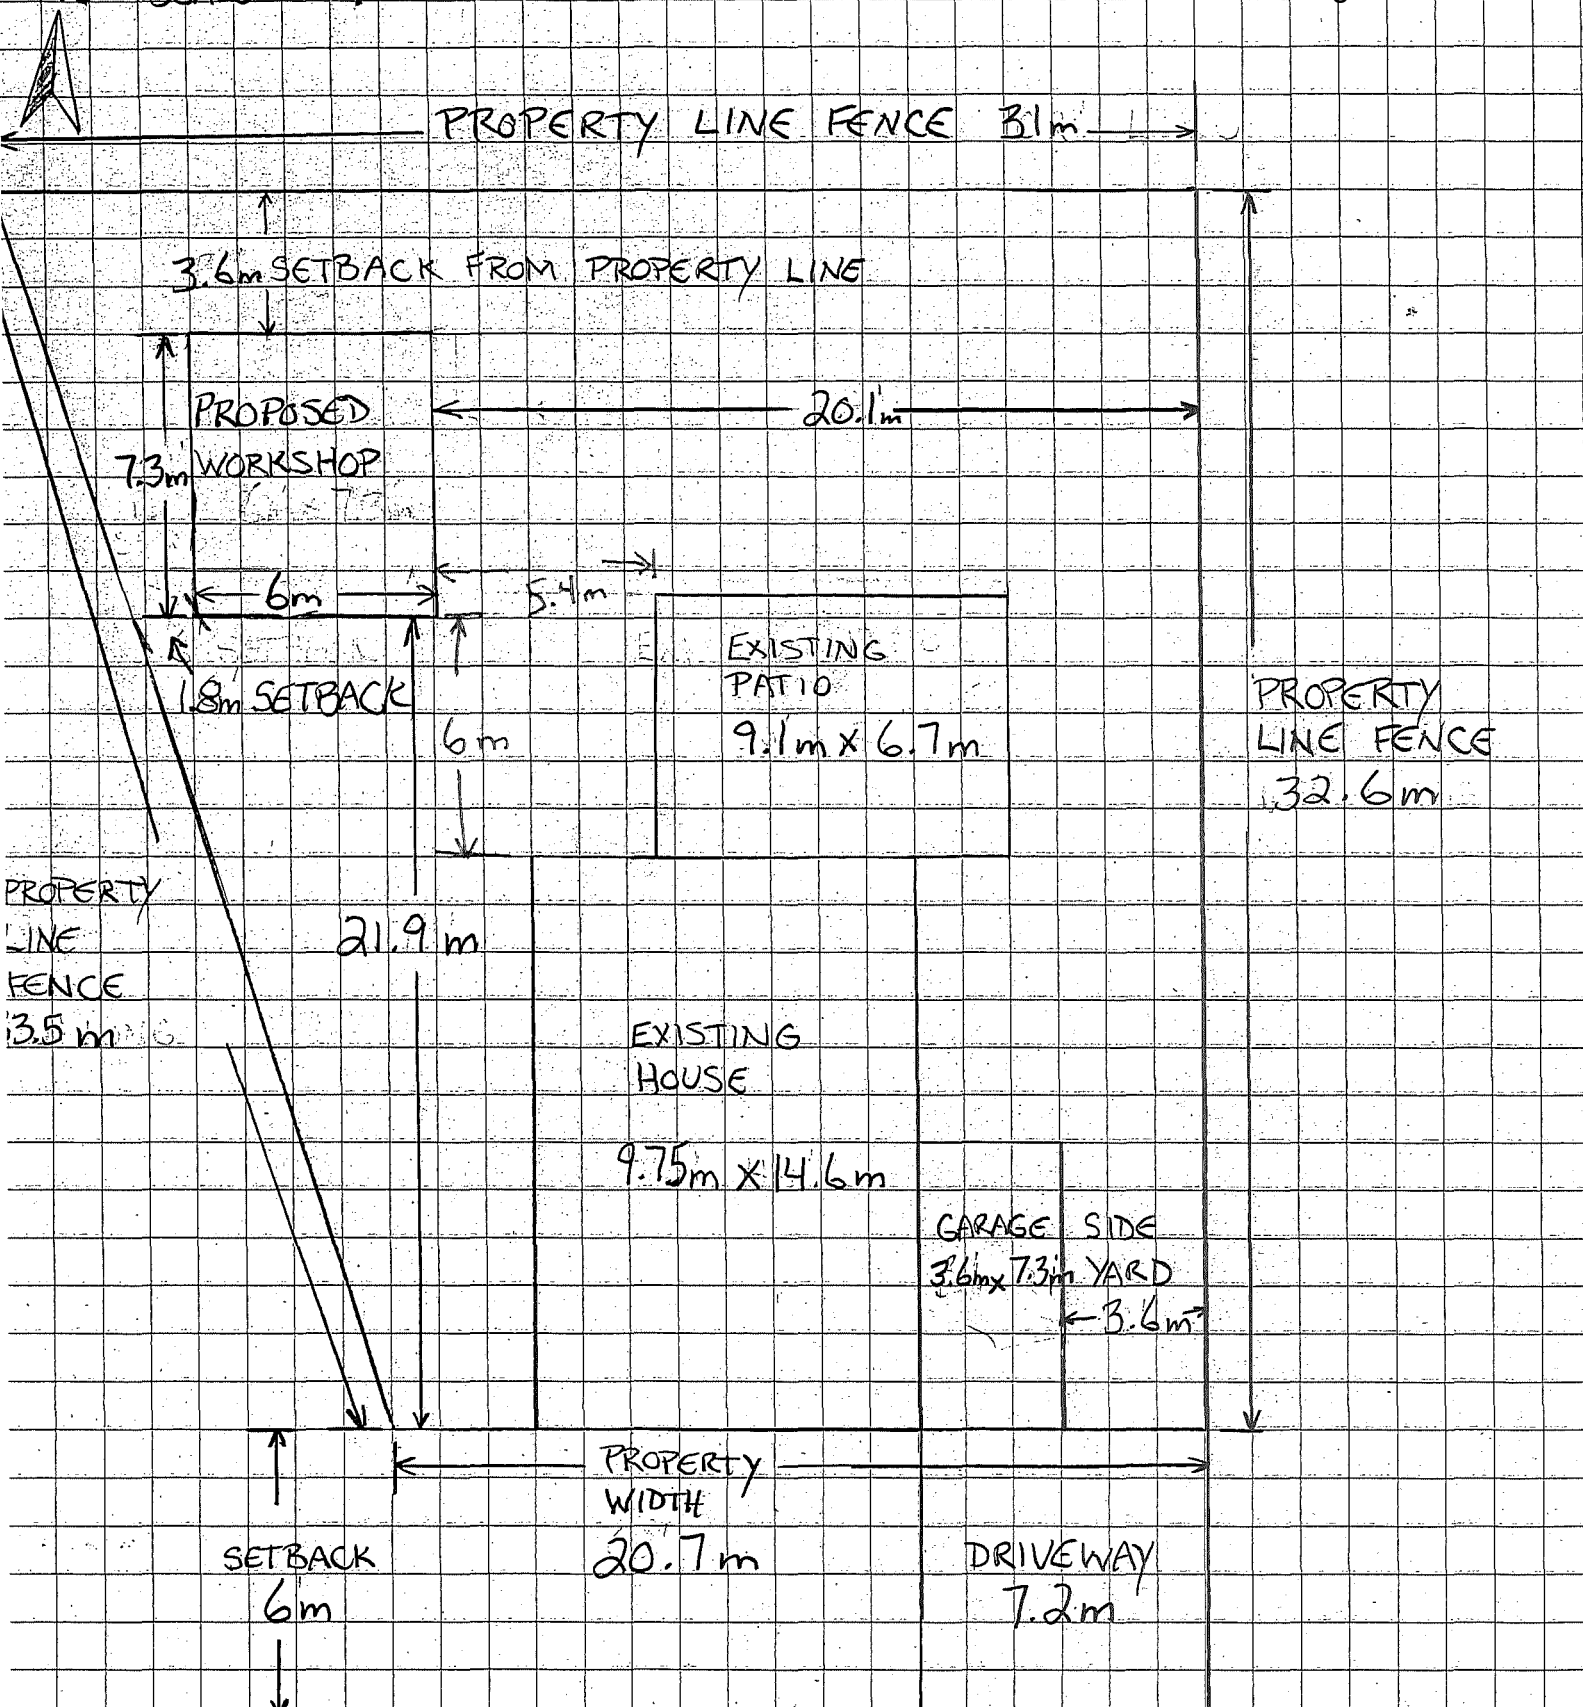 PROPERTY LINE FENCE 31m
3.6m SETBACK FROM PROPERTY LINE
PROPOSED
WORKSHOP
7.3m
20.1m
6m
5.4m
1.8m SETBACK
6m
EXISTING
PATIO
9.1m x 6.7m
PROPERTY
LINE FENCE
32.6m
PROPERTY
LINE
FENCE
3.5 m
21.9 m
EXISTING
HOUSE
9.75m x 14.6m
GARAGE
3.6m x 7.3m
SIDE
YARD
3.6m
PROPERTY
WIDTH
20.7m
SETBACK
6m
DRIVEWAY
7.2m